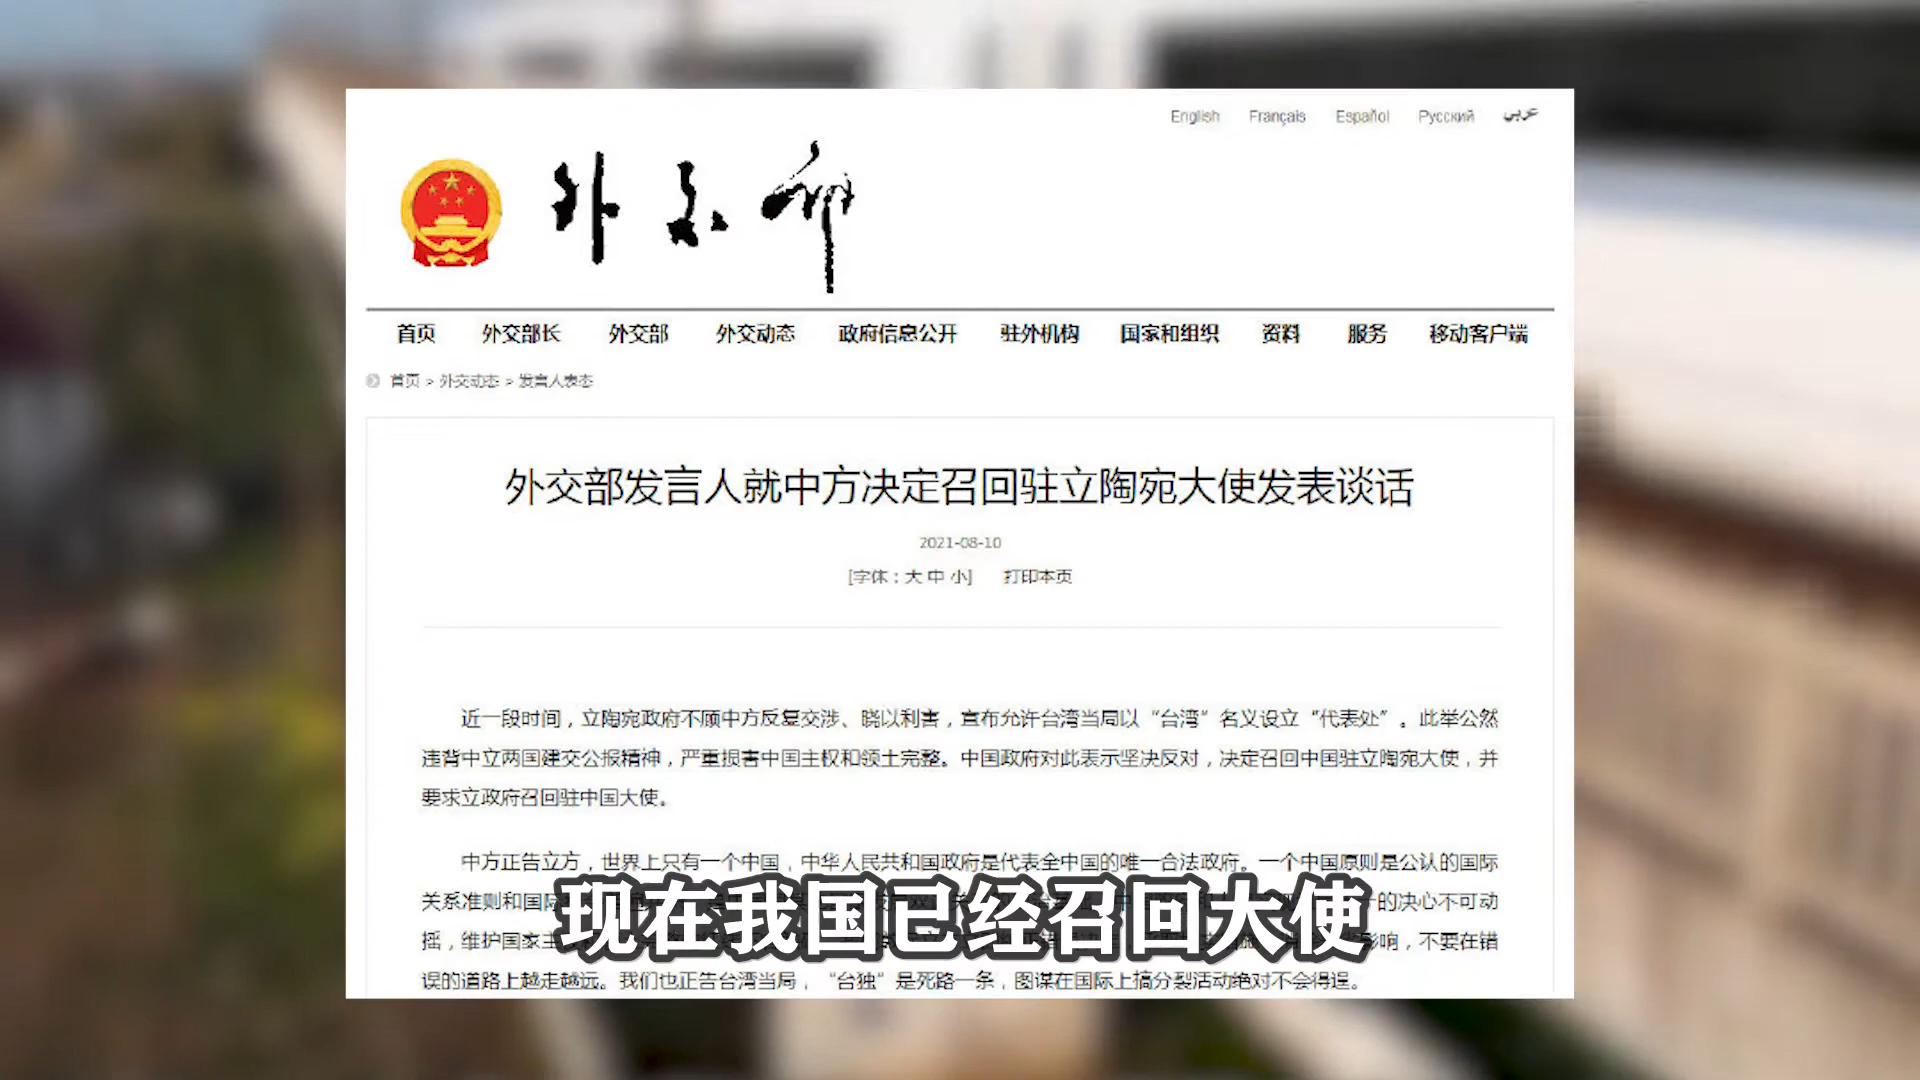 English Français Español Русский عربي
外交部
首页 外交部长 外交部 外交动态 政府信息公开 驻外机构 国家和组织 资料 服务 移动客户端
首页 > 外交动态 > 发言人表态
外交部发言人就中方决定召回驻立陶宛大使发表谈话
2021-08-10
[字体：大 中 小] 打印本页
近一段时间，立陶宛政府不顾中方反复交涉、晓以利害，宣布允许台湾当局以“台湾”名义设立“代表处”。此举公然
违背中立两国建交公报精神，严重损害中国主权和领土完整。中国政府对此表示坚决反对，决定召回中国驻立陶宛大使，并
要求立政府召回驻中国大使。
中方正告立方，世界上只有一个中国，中华人民共和国政府是代表全中国的唯一合法政府。一个中国原则是公认的国际
关系准则和国际 的决心不可动
摇，维护国家主 影响，不要在错
误的道路上越走越远。我们也正告台湾当局，“台独”是死路一条，图谋在国际上搞分裂活动绝对不会得逞。
现在我国已经召回大使